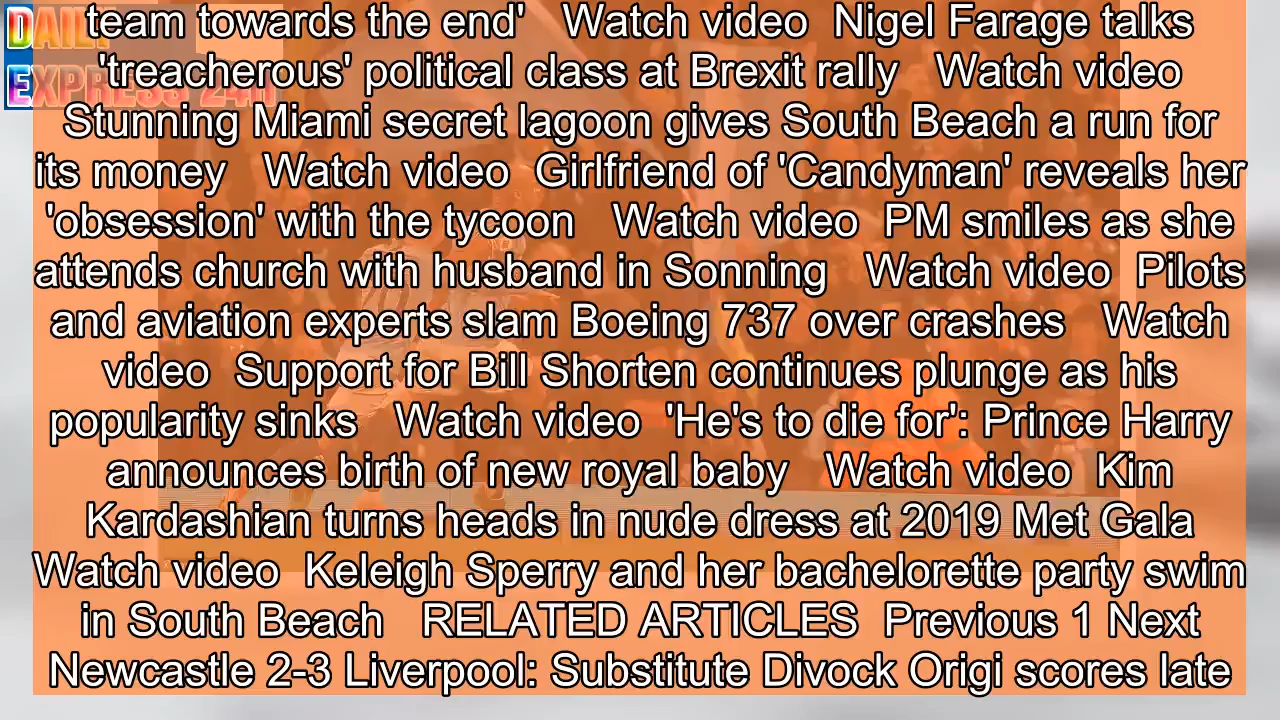 DAILY
EXPRESS 24H
team towards the end' Watch video Nigel Farage talks
'treacherous' political class at Brexit rally Watch video
Stunning Miami secret lagoon gives South Beach a run for
its money Watch video Girlfriend of 'Candyman' reveals her
'obsession' with the tycoon Watch video PM smiles as she
attends church with husband in Sonning Watch video Pilots
and aviation experts slam Boeing 737 over crashes Watch
video Support for Bill Shorten continues plunge as his
popularity sinks Watch video 'He's to die for': Prince Harry
announces birth of new royal baby Watch video Kim
Kardashian turns heads in nude dress at 2019 Met Gala
Watch video Keleigh Sperry and her bachelorette party swim
in South Beach RELATED ARTICLES Previous 1 Next
Newcastle 2-3 Liverpool: Substitute Divock Origi scores late